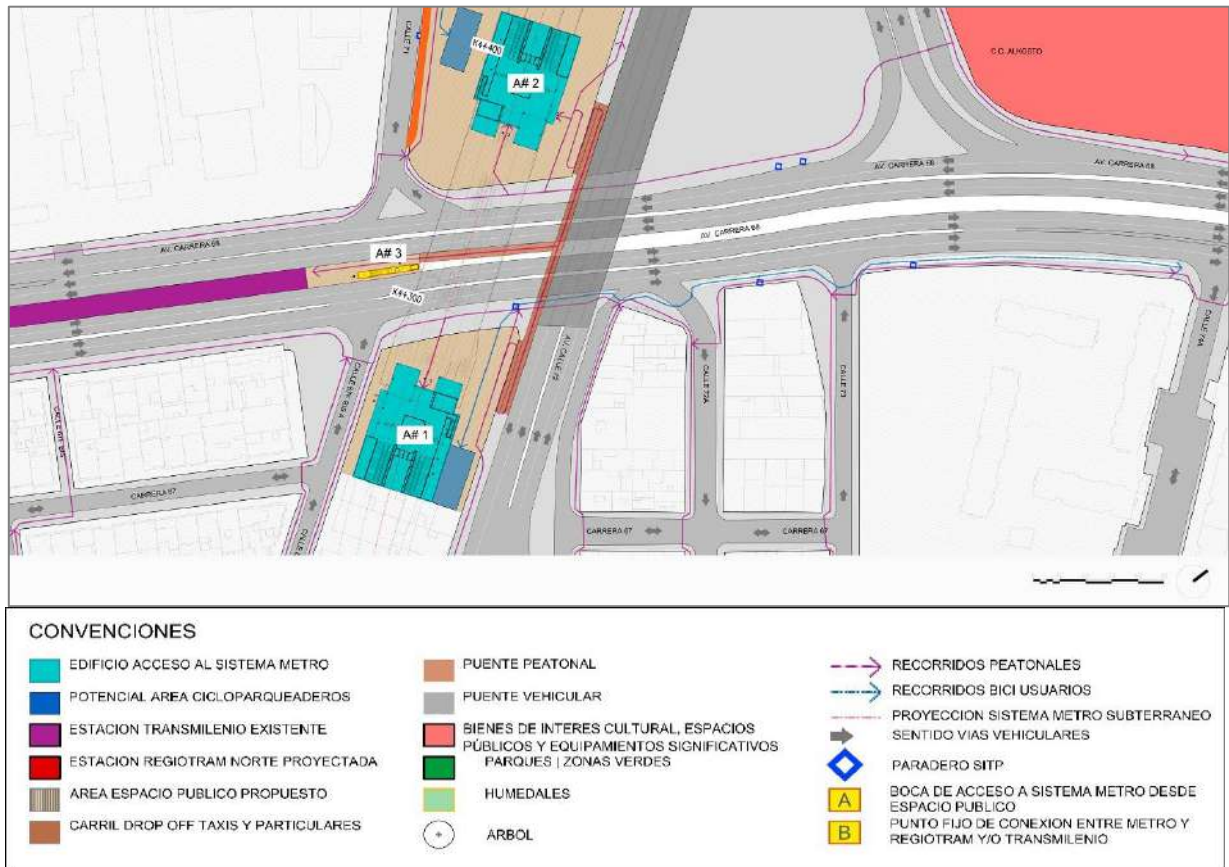 CALLE 71
K44+400
A# 2
C.C. ALKOSTO
AV. CARRERA 68
AV. CARRERA 68
AV. CARRERA 68
AV. CARRERA 68
A# 3
K44+300
AV. CALLE 72
CALLE 72A
CALLE 73
CALLE 74A
A# 1
CARRERA 67
CARRERA 67
CARRERA 67
CONVENCIONES
EDIFICIO ACCESO AL SISTEMA METRO
POTENCIAL AREA CICLOPARQUEADEROS
ESTACION TRANSMILENIO EXISTENTE
ESTACION REGIOTRAM NORTE PROYECTADA
AREA ESPACIO PUBLICO PROPUESTO
CARRIL DROP OFF TAXIS Y PARTICULARES
PUENTE PEATONAL
PUENTE VEHICULAR
BIENES DE INTERES CULTURAL, ESPACIOS
PÚBLICOS Y EQUIPAMIENTOS SIGNIFICATIVOS
PARQUES | ZONAS VERDES
HUMEDALES
ARBOL
RECORRIDOS PEATONALES
RECORRIDOS BICI USUARIOS
PROYECCION SISTEMA METRO SUBTERRANEO
SENTIDO VIAS VEHICULARES
PARADERO SITP
A
BOCA DE ACCESO A SISTEMA METRO DESDE
ESPACIO PUBLICO
B
PUNTO FIJO DE CONEXION ENTRE METRO Y
REGIOTRAM Y/O TRANSMILENIO